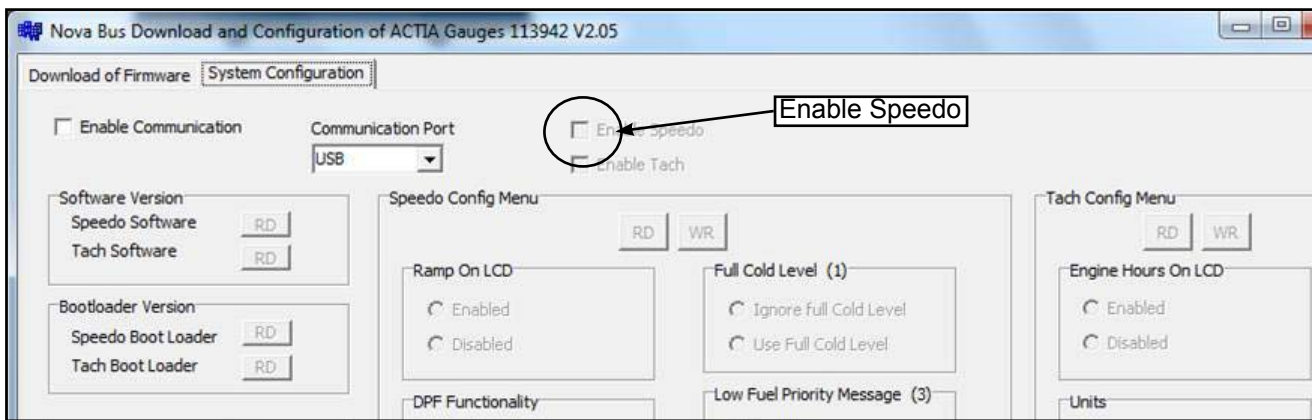 Nova Bus Download and Configuration of ACTIA Gauges 113942 V2.05
Download of Firmware System Configuration
Enable Communication
Communication Port
USB
Enable Speedo
Enable Tach
Enable Speedo
Software Version
Speedo Software RD
Tach Software RD
Bootloader Version
Speedo Boot Loader RD
Tach Boot Loader RD
Speedo Config Menu
RD WR
Ramp On LCD
Enabled
Disabled
DPF Functionality
Full Cold Level (1)
Ignore full Cold Level
Use Full Cold Level
Low Fuel Priority Message (3)
Tach Config Menu
RD WR
Engine Hours On LCD
Enabled
Disabled
Units